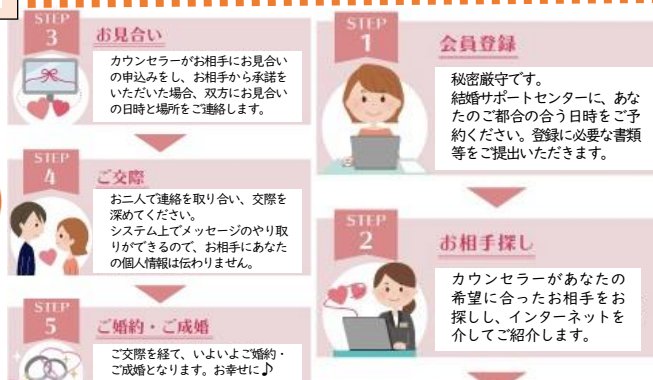 STEP
1
会員登録
秘密厳守です。
結婚サポートセンターに、あな
たのご都合の合う日時をご予
約ください。登録に必要な書類
等をご提出いただきます。
STEP
2
お相手探し
カウンセラーがあなたの
希望に合ったお相手をお
探しし、インターネットを
介してご紹介します。
STEP
3
お見合い
カウンセラーがお相手にお見合い
の申込みをし、お相手から承諾を
いただいた場合、双方にお見合い
の日時と場所をご連絡します。
STEP
4
ご交際
お二人で連絡を取り合い、交際を
深めてください。
システム上でメッセージのやり取
りができるので、お相手にあなた
の個人情報は伝わりません。
STEP
5
ご婚約・ご成婚
ご交際を経て、いよいよご婚約・
ご成婚となります。お幸せに♪